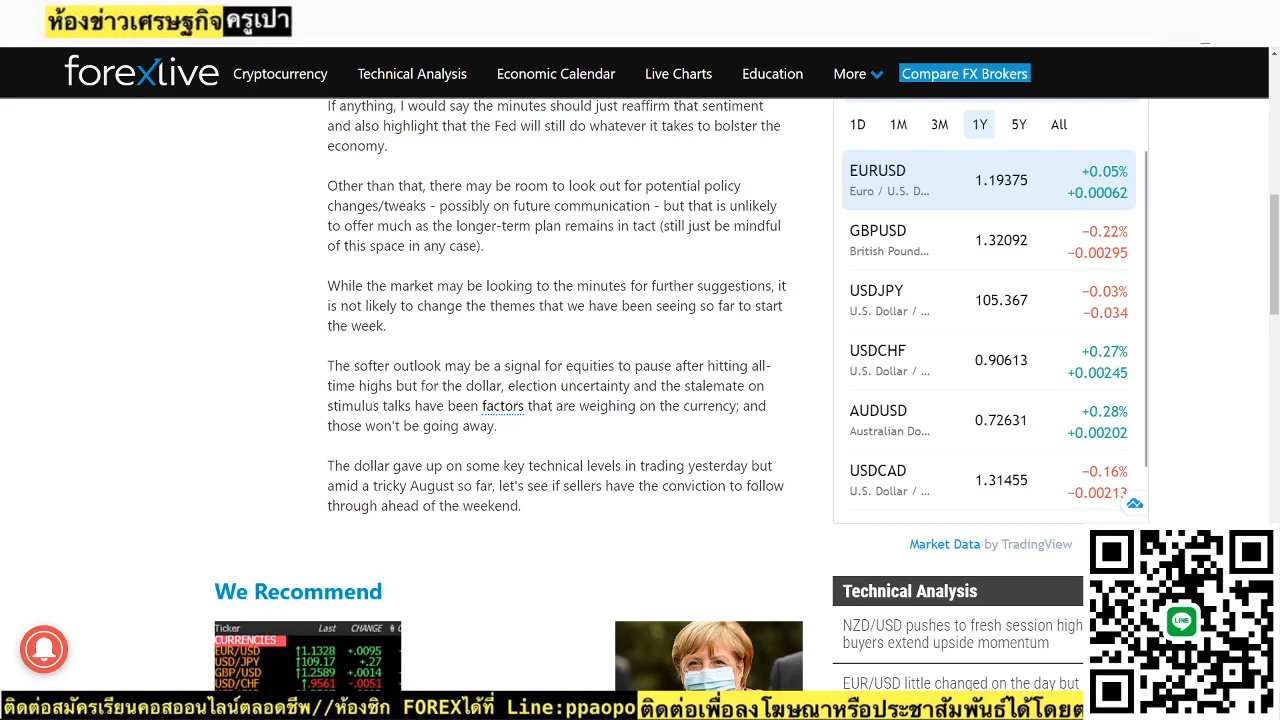 ห้องข่าวเศรษฐกิจครูเปา
forexlive Cryptocurrency Technical Analysis Economic Calendar Live Charts Education More Compare FX Brokers
If anything, I would say the minutes should just reaffirm that sentiment
and also highlight that the Fed will still do whatever it takes to bolster the
economy.
Other than that, there may be room to look out for potential policy
changes/tweaks - possibly on future communication - but that is unlikely
to offer much as the longer-term plan remains in tact (still just be mindful
of this space in any case).
While the market may be looking to the minutes for further suggestions, it
is not likely to change the themes that we have been seeing so far to start
the week.
The softer outlook may be a signal for equities to pause after hitting all-
time highs but for the dollar, election uncertainty and the stalemate on
stimulus talks have been factors that are weighing on the currency; and
those won't be going away.
The dollar gave up on some key technical levels in trading yesterday but
amid a tricky August so far, let's see if sellers have the conviction to follow
through ahead of the weekend.
1D 1M 3M 1Y 5Y All
EURUSD 1.19375 +0.05%
Euro / U.S. D... +0.00062
GBPUSD 1.32092 −0.22%
British Pound... −0.00295
USDJPY 105.367 −0.03%
U.S. Dollar / ... −0.034
USDCHF 0.90613 +0.27%
U.S. Dollar / ... +0.00245
AUDUSD 0.72631 +0.28%
Australian Do... +0.00202
USDCAD 1.31455 −0.16%
U.S. Dollar / ... −0.00213
Market Data by TradingView
We Recommend
Ticker Last CHANGE
CURRENCIES
EUR/USD 1.1328 +.0095
USD/JPY 109.17 +.27
GBP/USD 1.2589 +.0014
USD/CHF .9561 -.0051
Technical Analysis
NZD/USD pushes to fresh session high
buyers extend upside momentum
EUR/USD little changed on the day but
LINE
ติดต่อสมัครเรียนคอสออนไลน์ตลอดชีพ//ห้องซิก FOREXได้ที่ Line:ppaopo ติดต่อเพื่อลงโฆษณาหรือประชาสัมพันธ์ได้โดยต